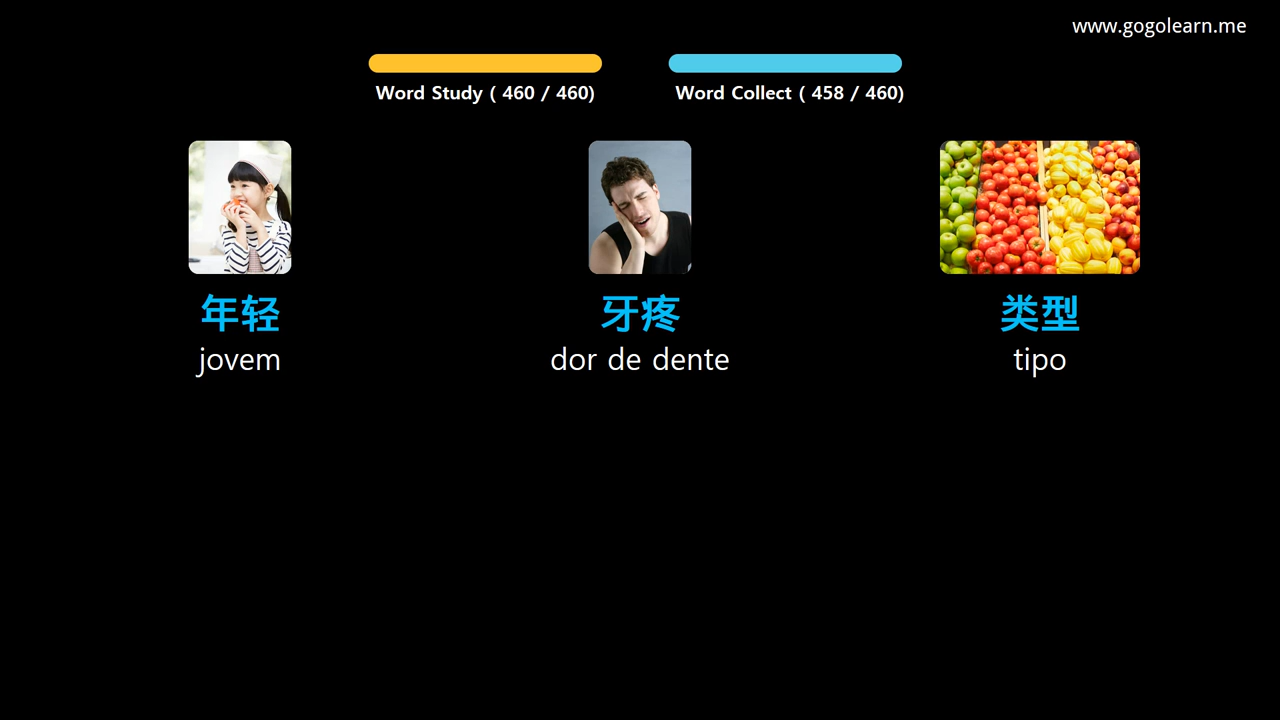 www.gogolearn.me
Word Study ( 460 / 460)
Word Collect ( 458 / 460)
年轻
jovem
牙疼
dor de dente
类型
tipo